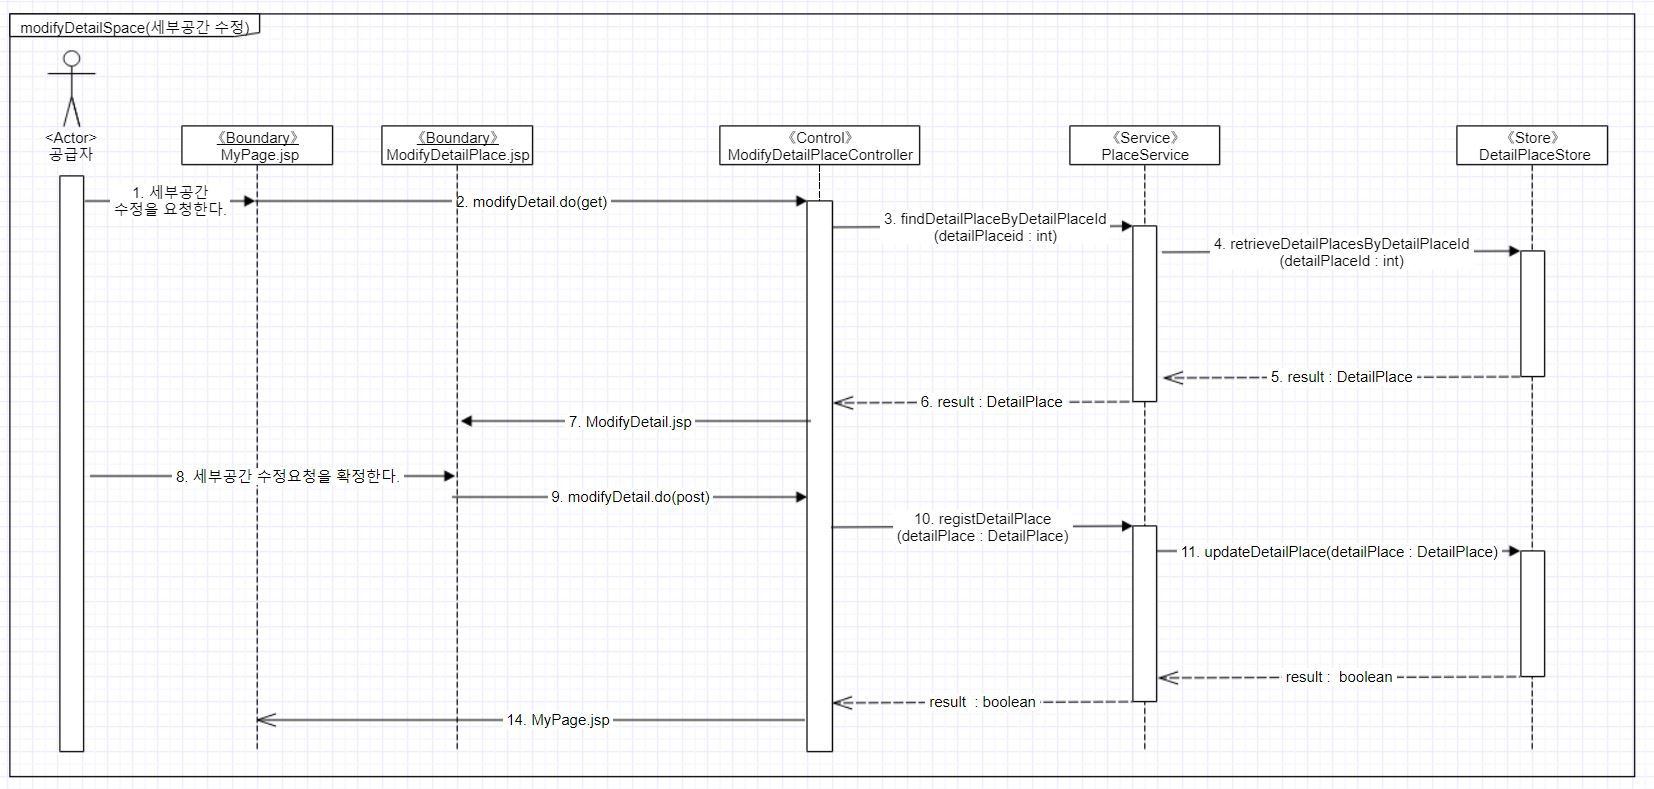 modifyDetailSpace(세부공간 수정)
<Actor>
공급자
《Boundary》
MyPage.jsp
《Boundary》
ModifyDetailPlace.jsp
《Control》
ModifyDetailPlaceController
《Service》
PlaceService
《Store》
DetailPlaceStore
1. 세부공간
수정을 요청한다.
2. modifyDetail.do(get)
3. findDetailPlaceByDetailPlaceId
(detailPlaceid : int)
4. retrieveDetailPlacesByDetailPlaceId
(detailPlaceId : int)
5. result : DetailPlace
6. result : DetailPlace
7. ModifyDetail.jsp
8. 세부공간 수정요청을 확정한다.
9. modifyDetail.do(post)
10. registDetailPlace
(detailPlace : DetailPlace)
11. updateDetailPlace(detailPlace : DetailPlace)
result :  boolean
result  : boolean
14. MyPage.jsp